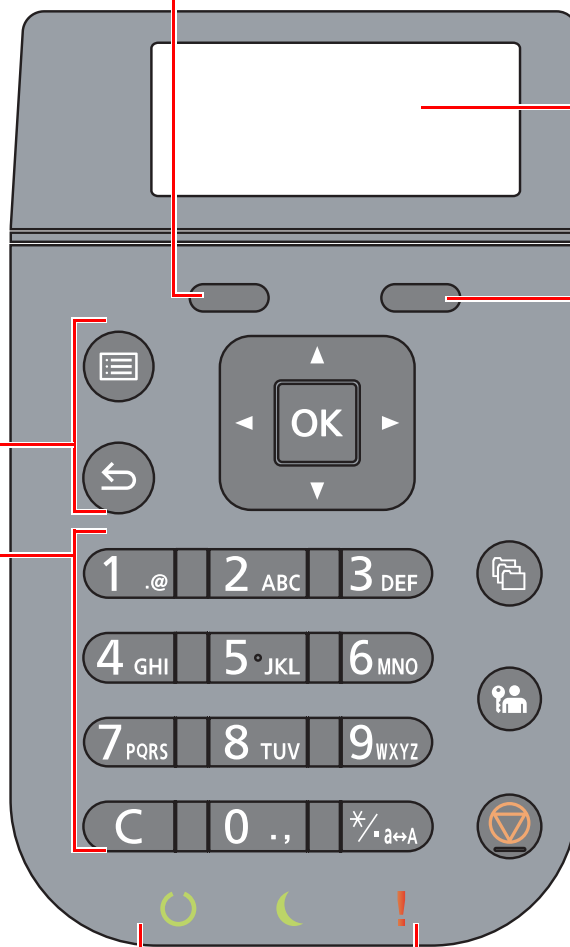 OK
1 .@ 2 ABC 3 DEF
4 GHI 5 JKL 6 MNO
7 PQRS 8 TUV 9 WXYZ
C 0 ., */. a↔A
!